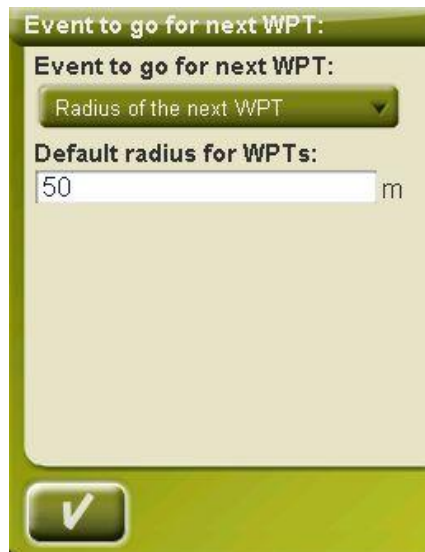 Event to go for next WPT:
Event to go for next WPT:
Radius of the next WPT
Default radius for WPTs:
50 m